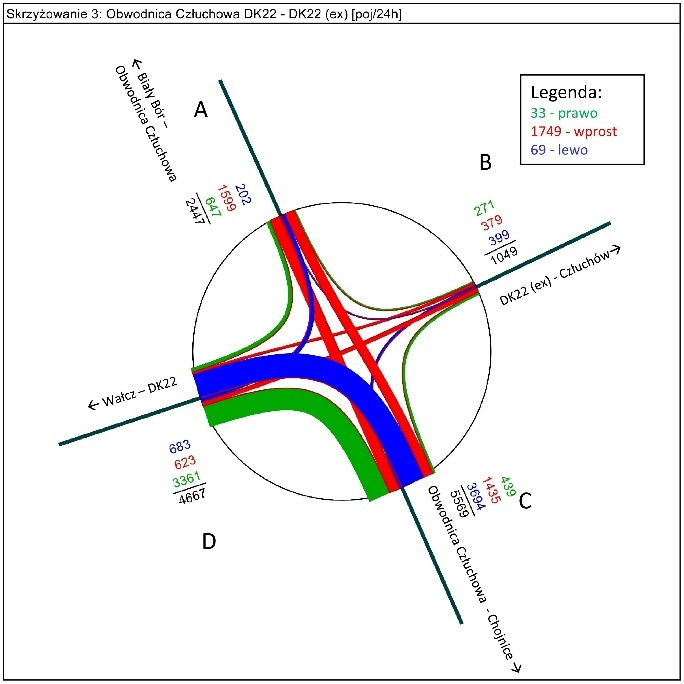 Skrzyżowanie 3: Obwodnica Człuchowa DK22 - DK22 (ex) [poj/24h]
Legenda:
33 - prawo
1749 - wprost
69 - lewo
A
← Biały Bór –
Obwodnica Człuchowa
202
1599
647
2447
B
271
379
399
1049
DK22 (ex) - Człuchów→
← Wałcz – DK22
683
623
3361
4667
D
C
439
1435
3694
5569
Obwodnica Człuchowa - Chojnice →